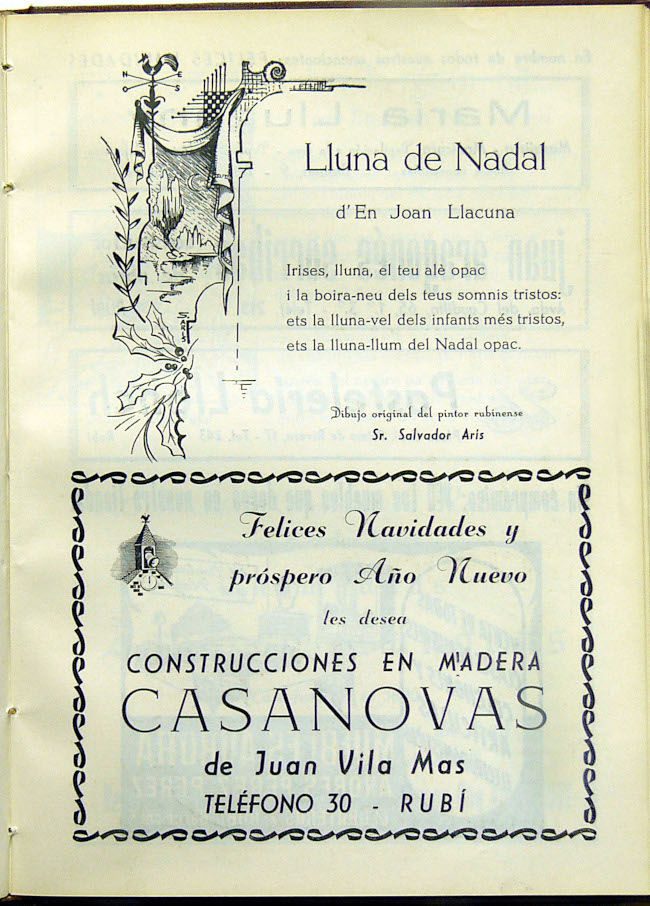 N
E
O
S
Lluna de Nadal
d'En Joan Llacuna
Irises, lluna, el teu alè opac
i la boira-neu dels teus somnis tristos:
ets la lluna-vel dels infants més tristos,
ets la lluna-llum del Nadal opac.
S. ARIS
Dibujo original del pintor rubinense
Sr. Salvador Aris
Felices Navidades y
próspero Año Nuevo
les desea
CONSTRUCCIONES EN MADERA
CASANOVAS
de Juan Vila Mas
TELÉFONO 30 - RUBÍ